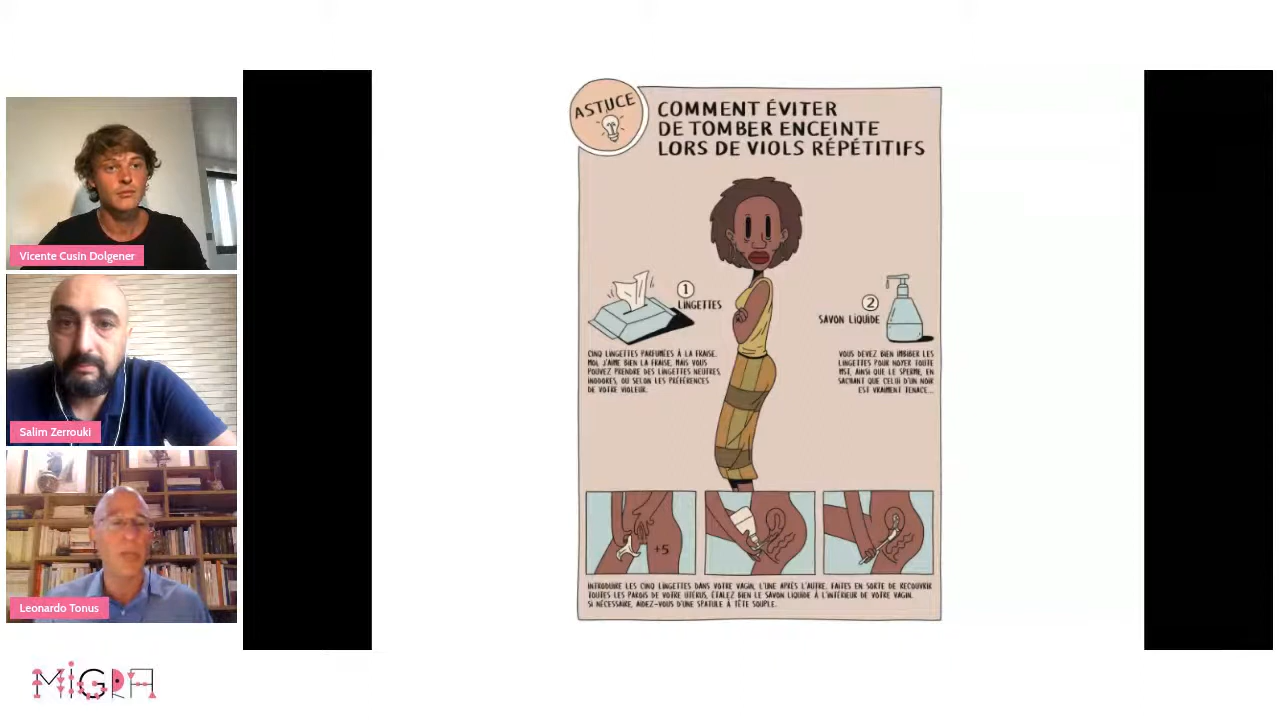 Vicente Cusin Dolgener
Salim Zerrouki
Leonardo Tonus
MIGRA
ASTUCE
COMMENT ÉVITER
DE TOMBER ENCEINTE
LORS DE VIOLS RÉPÉTITIFS
1
LINGETTES
CINQ LINGETTES PARFUMÉES À LA FRAISE.
MOI, J'AIME BIEN LA FRAISE, MAIS VOUS
POUVEZ PRENDRE DES LINGETTES NEUTRES,
INODORES, OU SELON LES PRÉFÉRENCES
DE VOTRE VIOLEUR.
2
SAVON LIQUIDE
VOUS DEVEZ BIEN IMBIBER LES
LINGETTES POUR NOYER TOUTE
MST, AINSI QUE LE SPERME, EN
SACHANT QUE CELUI D'UN NOIR
EST VRAIMENT TENACE...
+5
INTRODUIRE LES CINQ LINGETTES DANS VOTRE VAGIN, L'UNE APRÈS L'AUTRE. FAITES EN SORTE DE RECOUVRIR
TOUTES LES PAROIS DE VOTRE UTÉRUS, ÉTALEZ BIEN LE SAVON LIQUIDE À L'INTÉRIEUR DE VOTRE VAGIN.
SI NÉCESSAIRE, AIDEZ-VOUS D'UNE SPATULE À TÊTE SOUPLE.